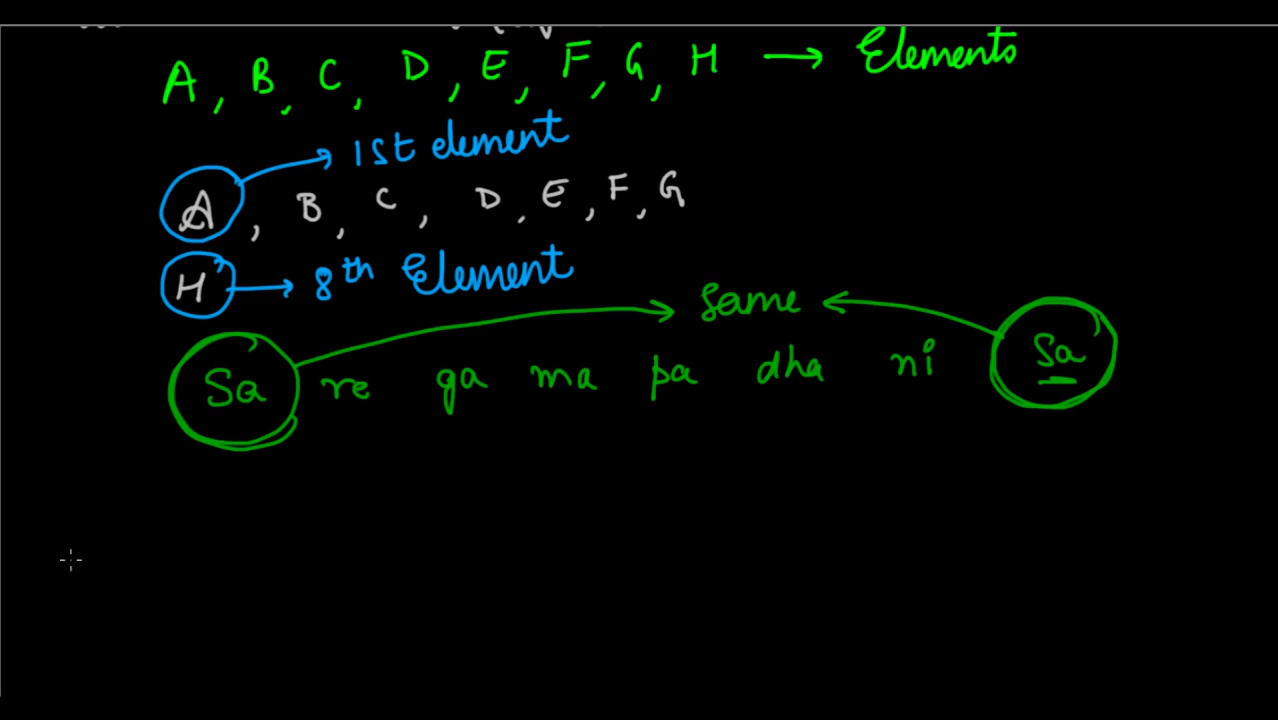 A, B, C, D, E, F, G, H → Elements
1st element
A, B, C, D, E, F, G
H → 8th Element
Same
Sa re ga ma pa dha ni Sa